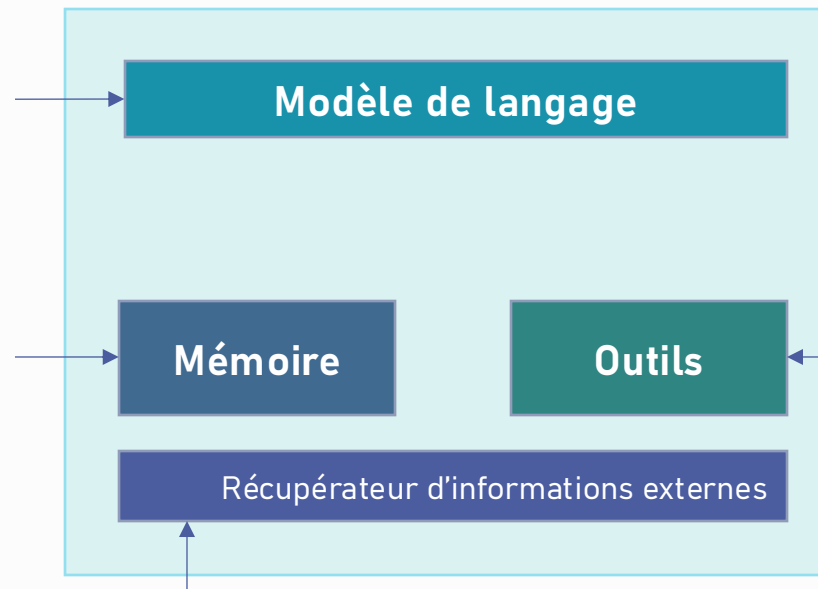 Modèle de langage
Mémoire
Outils
Récupérateur d'informations externes